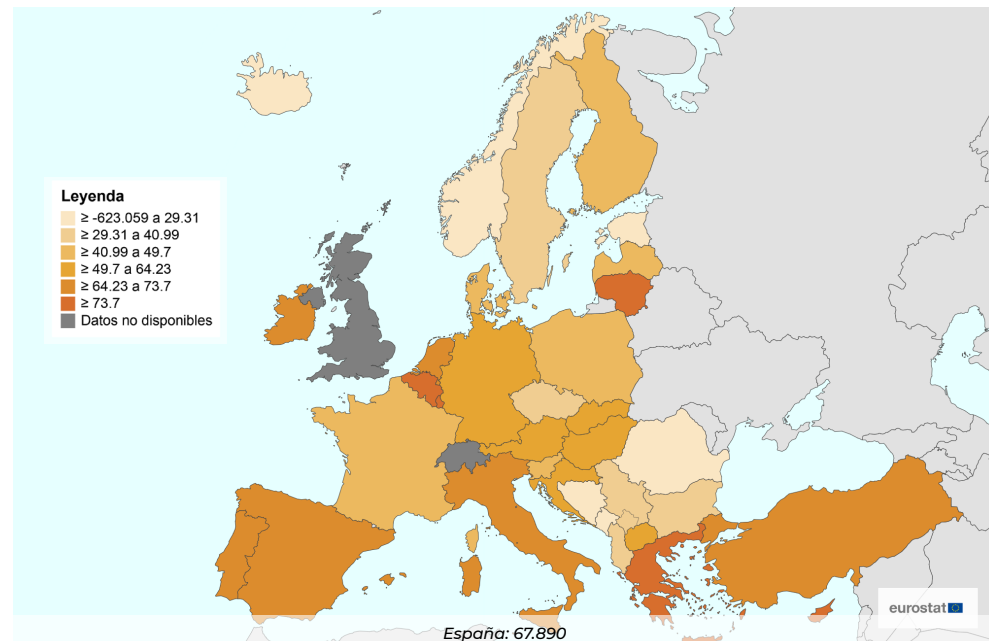 Leyenda
≥ -623.059 a 29.31
≥ 29.31 a 40.99
≥ 40.99 a 49.7
≥ 49.7 a 64.23
≥ 64.23 a 73.7
≥ 73.7
Datos no disponibles
eurostat
España: 67.890